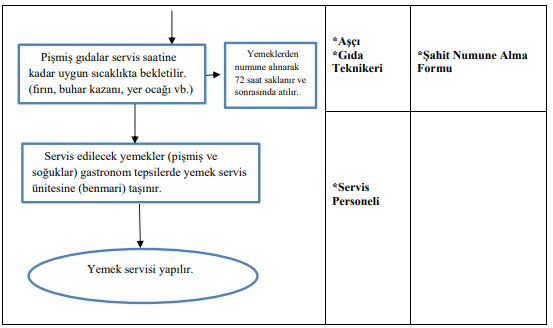 Pişmiş gıdalar servis saatine
kadar uygun sıcaklıkta bekletilir.
(fırın, buhar kazanı, yer ocağı vb.)
Yemeklerden
numune alınarak
72 saat saklanır ve
sonrasında atılır.
*Aşçı
*Gıda
Teknikeri
*Şahit Numune Alma
Formu
Servis edilecek yemekler (pişmiş ve
soğuklar) gastronom tepsilerde yemek servis
ünitesine (benmari) taşınır.
*Servis
Personeli
Yemek servisi yapılır.